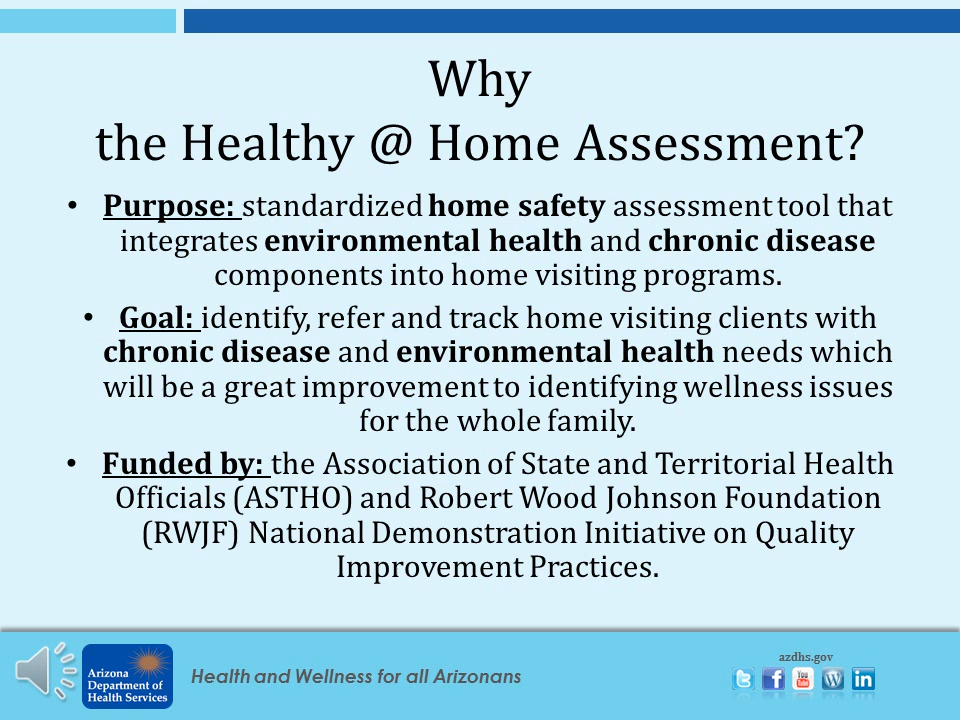 Why
the Healthy @ Home Assessment?
• Purpose: standardized home safety assessment tool that
integrates environmental health and chronic disease
components into home visiting programs.
• Goal: identify, refer and track home visiting clients with
chronic disease and environmental health needs which
will be a great improvement to identifying wellness issues
for the whole family.
• Funded by: the Association of State and Territorial Health
Officials (ASTHO) and Robert Wood Johnson Foundation
(RWJF) National Demonstration Initiative on Quality
Improvement Practices.
Arizona
Department of
Health Services
Health and Wellness for all Arizonans
azdhs.gov
You
Tube